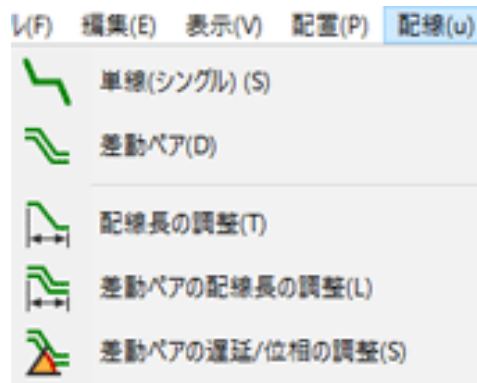 ル(F) 編集(E) 表示(V) 配置(P) 配線(u)
単線(シングル) (S)
差動ペア(D)
配線長の調整(T)
差動ペアの配線長の調整(L)
差動ペアの遅延/位相の調整(S)